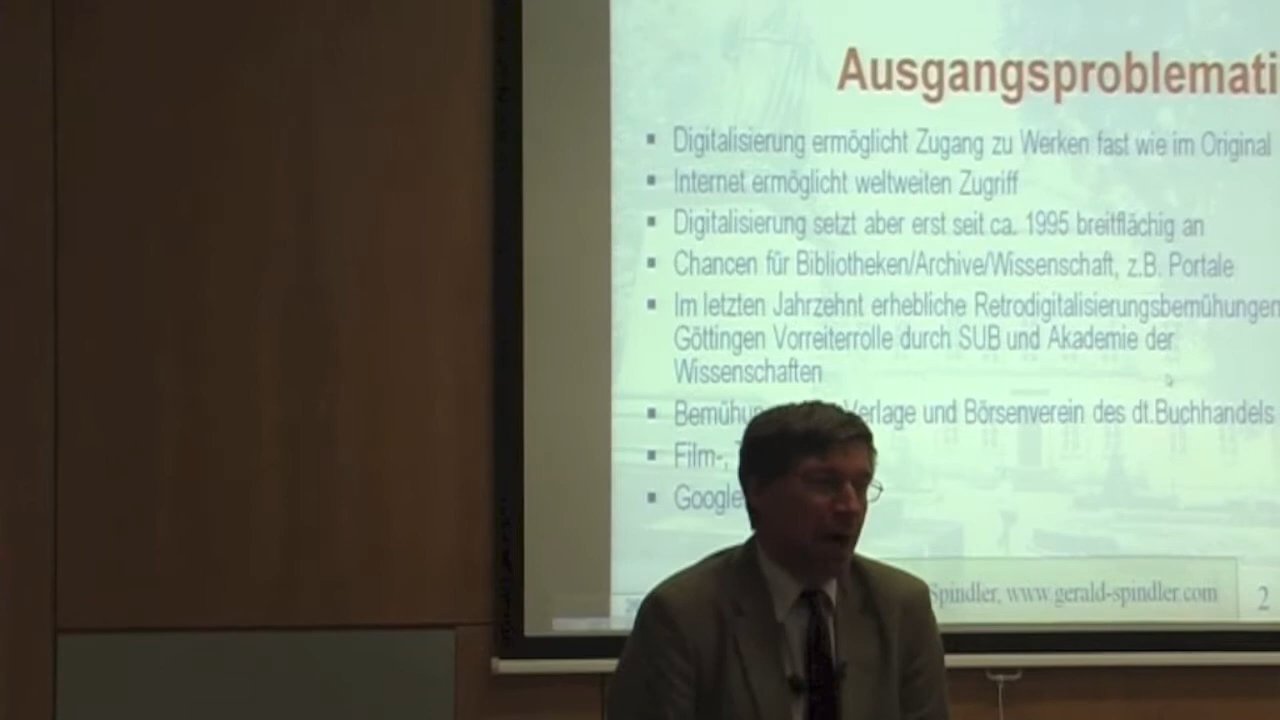 Ausgangsproblemati
▪ Digitalisierung ermöglicht Zugang zu Werken fast wie im Original
▪ Internet ermöglicht weltweiten Zugriff
▪ Digitalisierung setzt aber erst seit ca. 1995 breitflächig an
▪ Chancen für Bibliotheken/Archive/Wissenschaft, z.B. Portale
▪ Im letzten Jahrzehnt erhebliche Retrodigitalisierungsbemühungen
Göttingen Vorreiterrolle durch SUB und Akademie der
Wissenschaften
▪ Bemühun Verlage und Börsenverein des dt.Buchhandels
▪ Film-,
▪ Google
Spindler, www.gerald-spindler.com
2